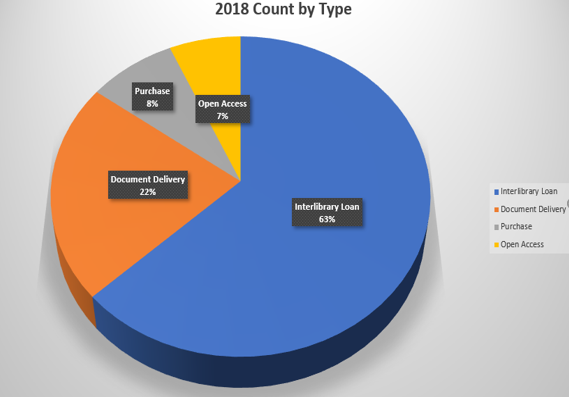 2018 Count by Type
Purchase
8%
Open Access
7%
Document Delivery
22%
Interlibrary Loan
63%
Interlibrary Loan
Document Delivery
Purchase
Open Access